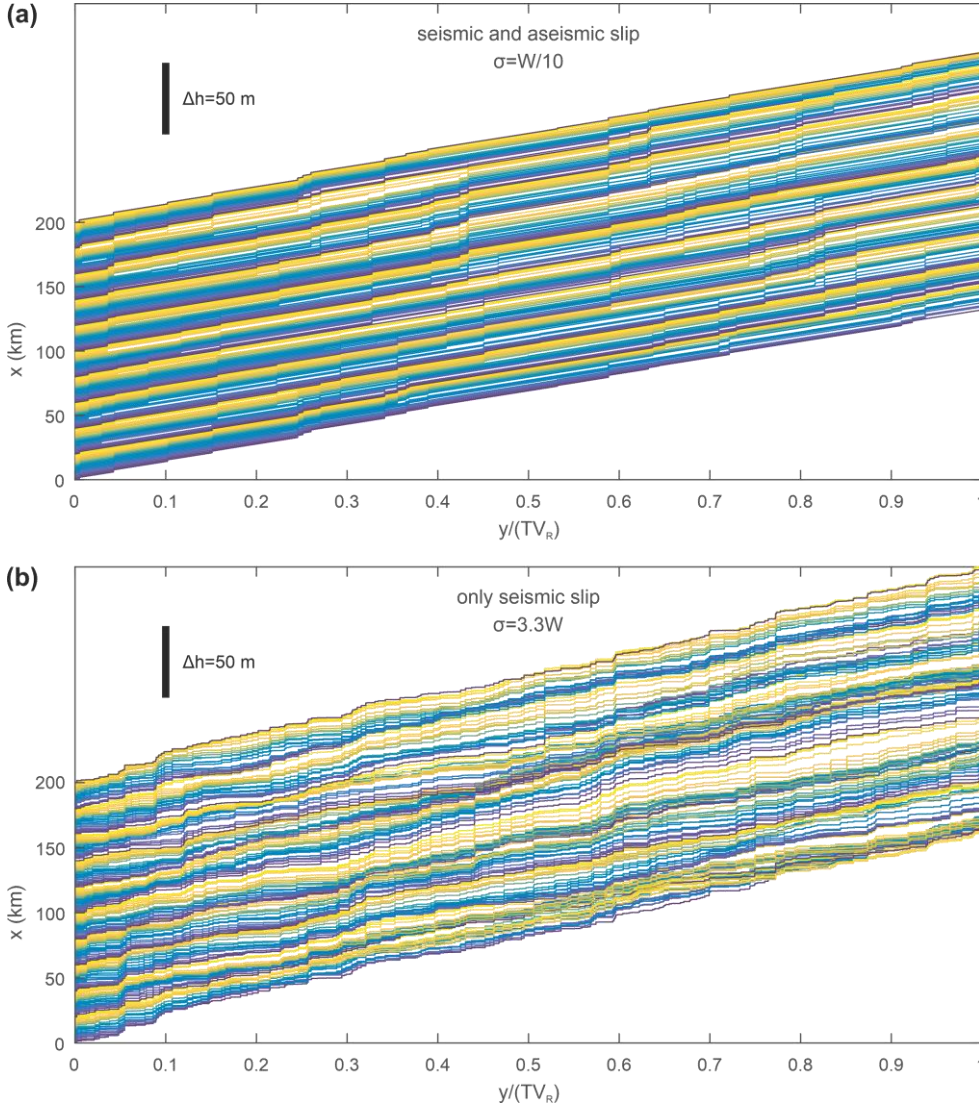 (a)
seismic and aseismic slip
σ=W/10
Δh=50 m
200
150
100
50
0
x (km)
0 0.1 0.2 0.3 0.4 0.5 0.6 0.7 0.8 0.9
y/(TV_R)
(b)
only seismic slip
σ=3.3W
Δh=50 m
200
150
100
50
0
x (km)
0 0.1 0.2 0.3 0.4 0.5 0.6 0.7 0.8 0.9
y/(TV_R)